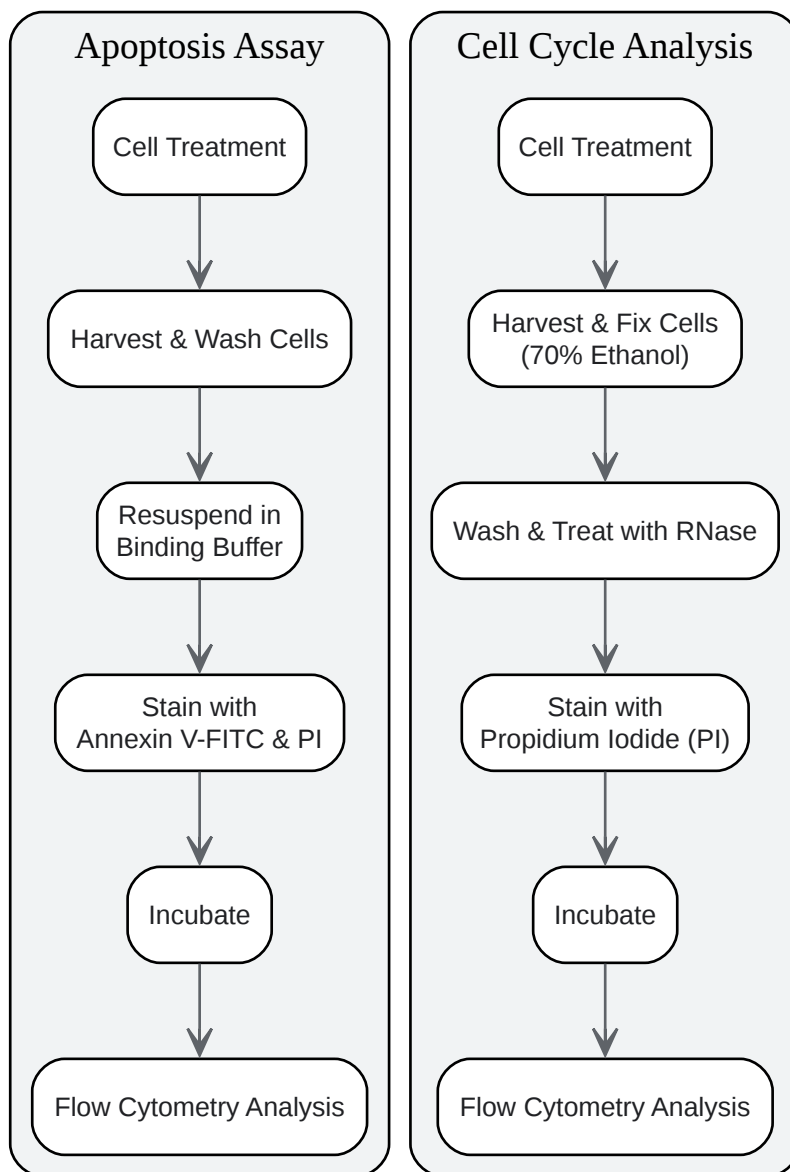 Apoptosis Assay
Cell Treatment
Harvest & Wash Cells
Resuspend in
Binding Buffer
Stain with
Annexin V-FITC & PI
Incubate
Flow Cytometry Analysis
Cell Cycle Analysis
Cell Treatment
Harvest & Fix Cells
(70% Ethanol)
Wash & Treat with RNase
Stain with
Propidium Iodide (PI)
Incubate
Flow Cytometry Analysis